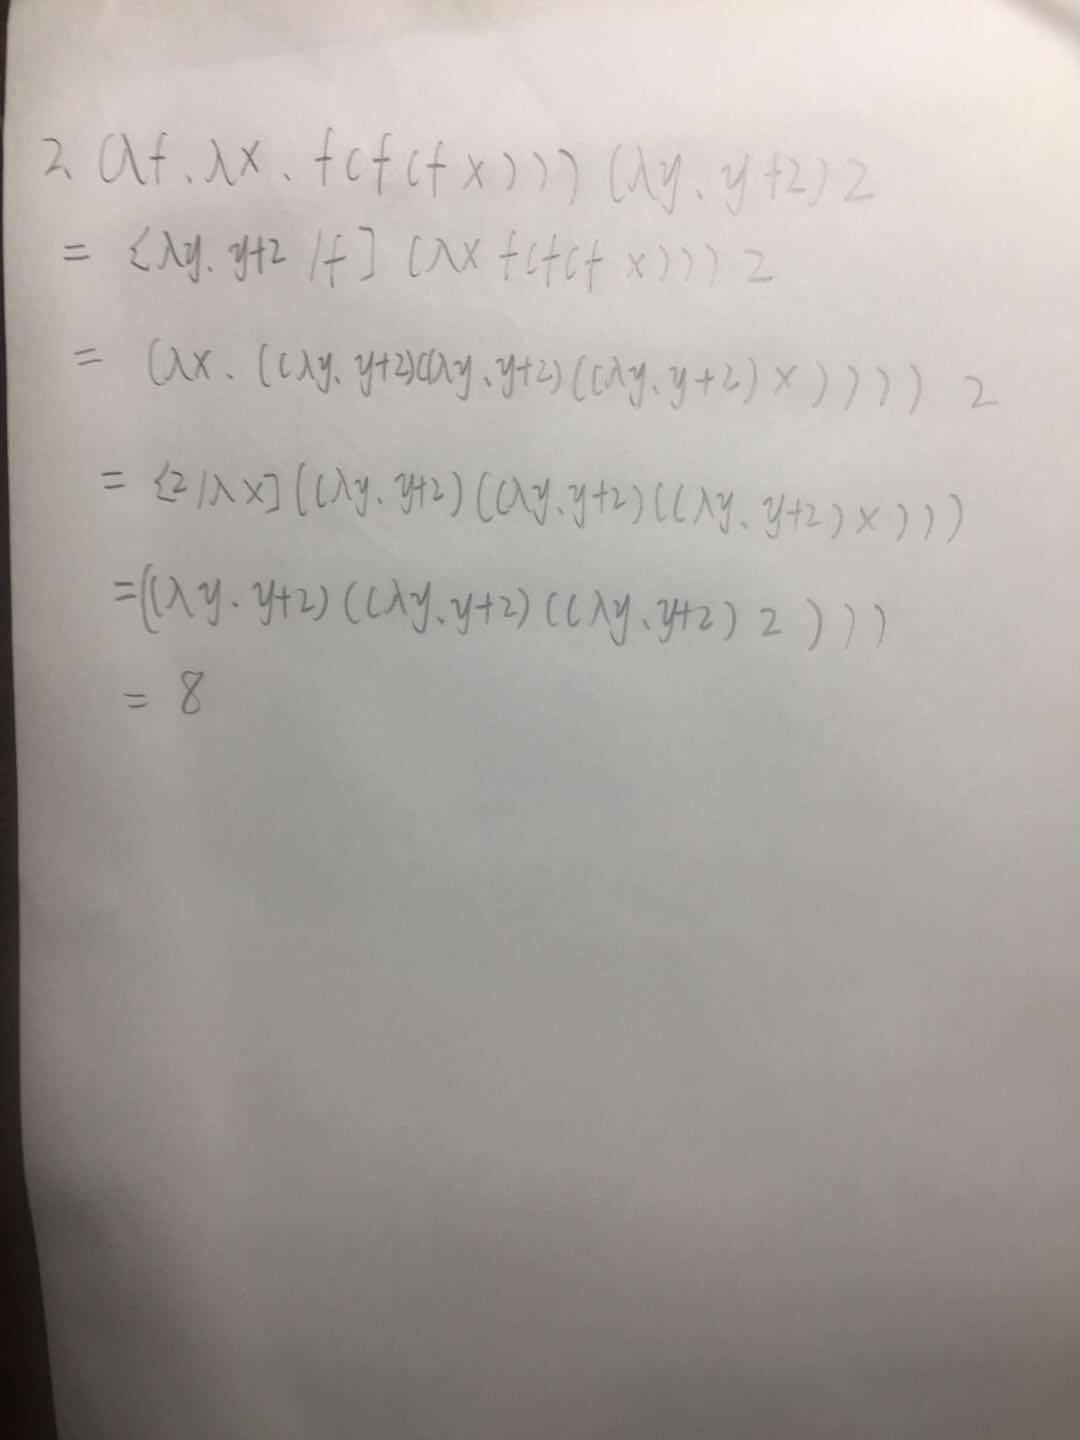 2. (λf. λx. f(f(f x))) (λy. y+2) 2
= {λy. y+2 /f] (λx f(f(f x))) 2
= (λx. ((λy. y+2)((λy. y+2)((λy. y+2) x)))) 2
= {2/λx]((λy. y+2)((λy. y+2)((λy. y+2) x)))
=((λy. y+2)((λy. y+2)((λy. y+2) 2)))
= 8